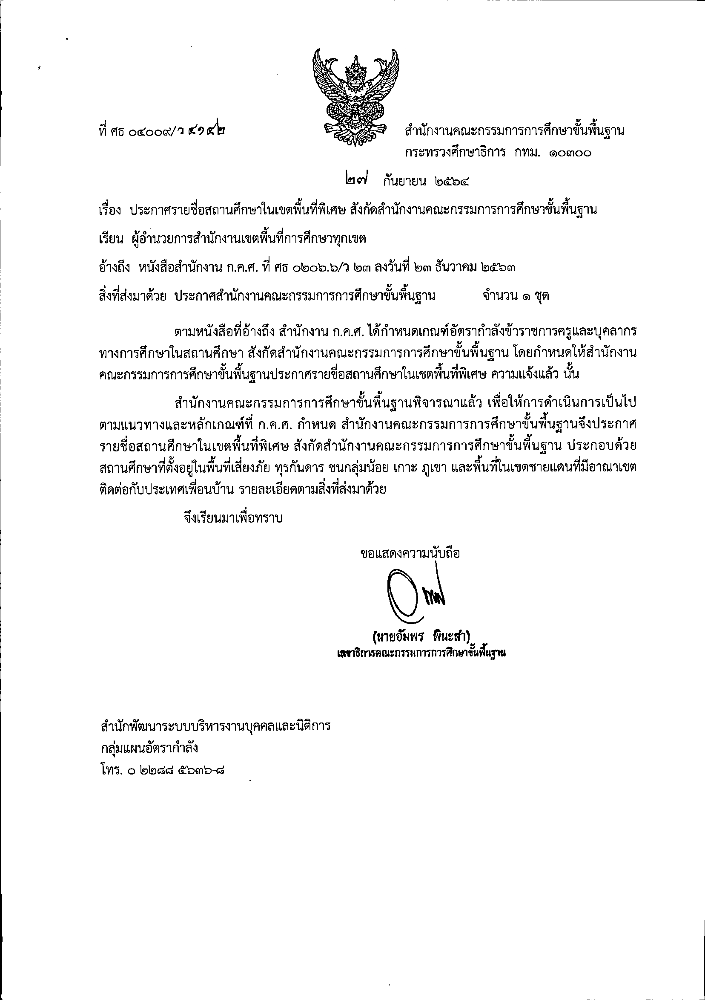 ที่ ศธ ๐๔๐๐๙/ว ๔๑๔๒
สำนักงานคณะกรรมการการศึกษาขั้นพื้นฐาน
กระทรวงศึกษาธิการ กทม. ๑๐๓๐๐
๒๗ กันยายน ๒๕๖๔
เรื่อง ประกาศรายชื่อสถานศึกษาในเขตพื้นที่พิเศษ สังกัดสำนักงานคณะกรรมการการศึกษาขั้นพื้นฐาน
เรียน ผู้อำนวยการสำนักงานเขตพื้นที่การศึกษาทุกเขต
อ้างถึง หนังสือสำนักงาน ก.ค.ศ. ที่ ศธ ๐๒๐๖.๖/ว ๒๓ ลงวันที่ ๒๓ ธันวาคม ๒๕๖๓
สิ่งที่ส่งมาด้วย ประกาศสำนักงานคณะกรรมการการศึกษาขั้นพื้นฐาน จำนวน ๑ ชุด
ตามหนังสือที่อ้างถึง สำนักงาน ก.ค.ศ. ได้กำหนดเกณฑ์อัตรากำลังข้าราชการครูและบุคลากร
ทางการศึกษาในสถานศึกษา สังกัดสำนักงานคณะกรรมการการศึกษาขั้นพื้นฐาน โดยกำหนดให้สำนักงาน
คณะกรรมการการศึกษาขั้นพื้นฐานประกาศรายชื่อสถานศึกษาในเขตพื้นที่พิเศษ ความแจ้งแล้ว นั้น
สำนักงานคณะกรรมการการศึกษาขั้นพื้นฐานพิจารณาแล้ว เพื่อให้การดำเนินการเป็นไป
ตามแนวทางและหลักเกณฑ์ที่ ก.ค.ศ. กำหนด สำนักงานคณะกรรมการการศึกษาขั้นพื้นฐานจึงประกาศ
รายชื่อสถานศึกษาในเขตพื้นที่พิเศษ สังกัดสำนักงานคณะกรรมการการศึกษาขั้นพื้นฐาน ประกอบด้วย
สถานศึกษาที่ตั้งอยู่ในพื้นที่เสี่ยงภัย ทุรกันดาร ชนกลุ่มน้อย เกาะ ภูเขา และพื้นที่ในเขตชายแดนที่มีอาณาเขต
ติดต่อกับประเทศเพื่อนบ้าน รายละเอียดตามสิ่งที่ส่งมาด้วย
จึงเรียนมาเพื่อทราบ
ขอแสดงความนับถือ
(นายอัมพร พินะสา)
เลขาธิการคณะกรรมการการศึกษาขั้นพื้นฐาน
สำนักพัฒนาระบบบริหารงานบุคคลและนิติการ
กลุ่มแผนอัตรากำลัง
โทร. ๐ ๒๒๘๘ ๕๖๓๖-๘